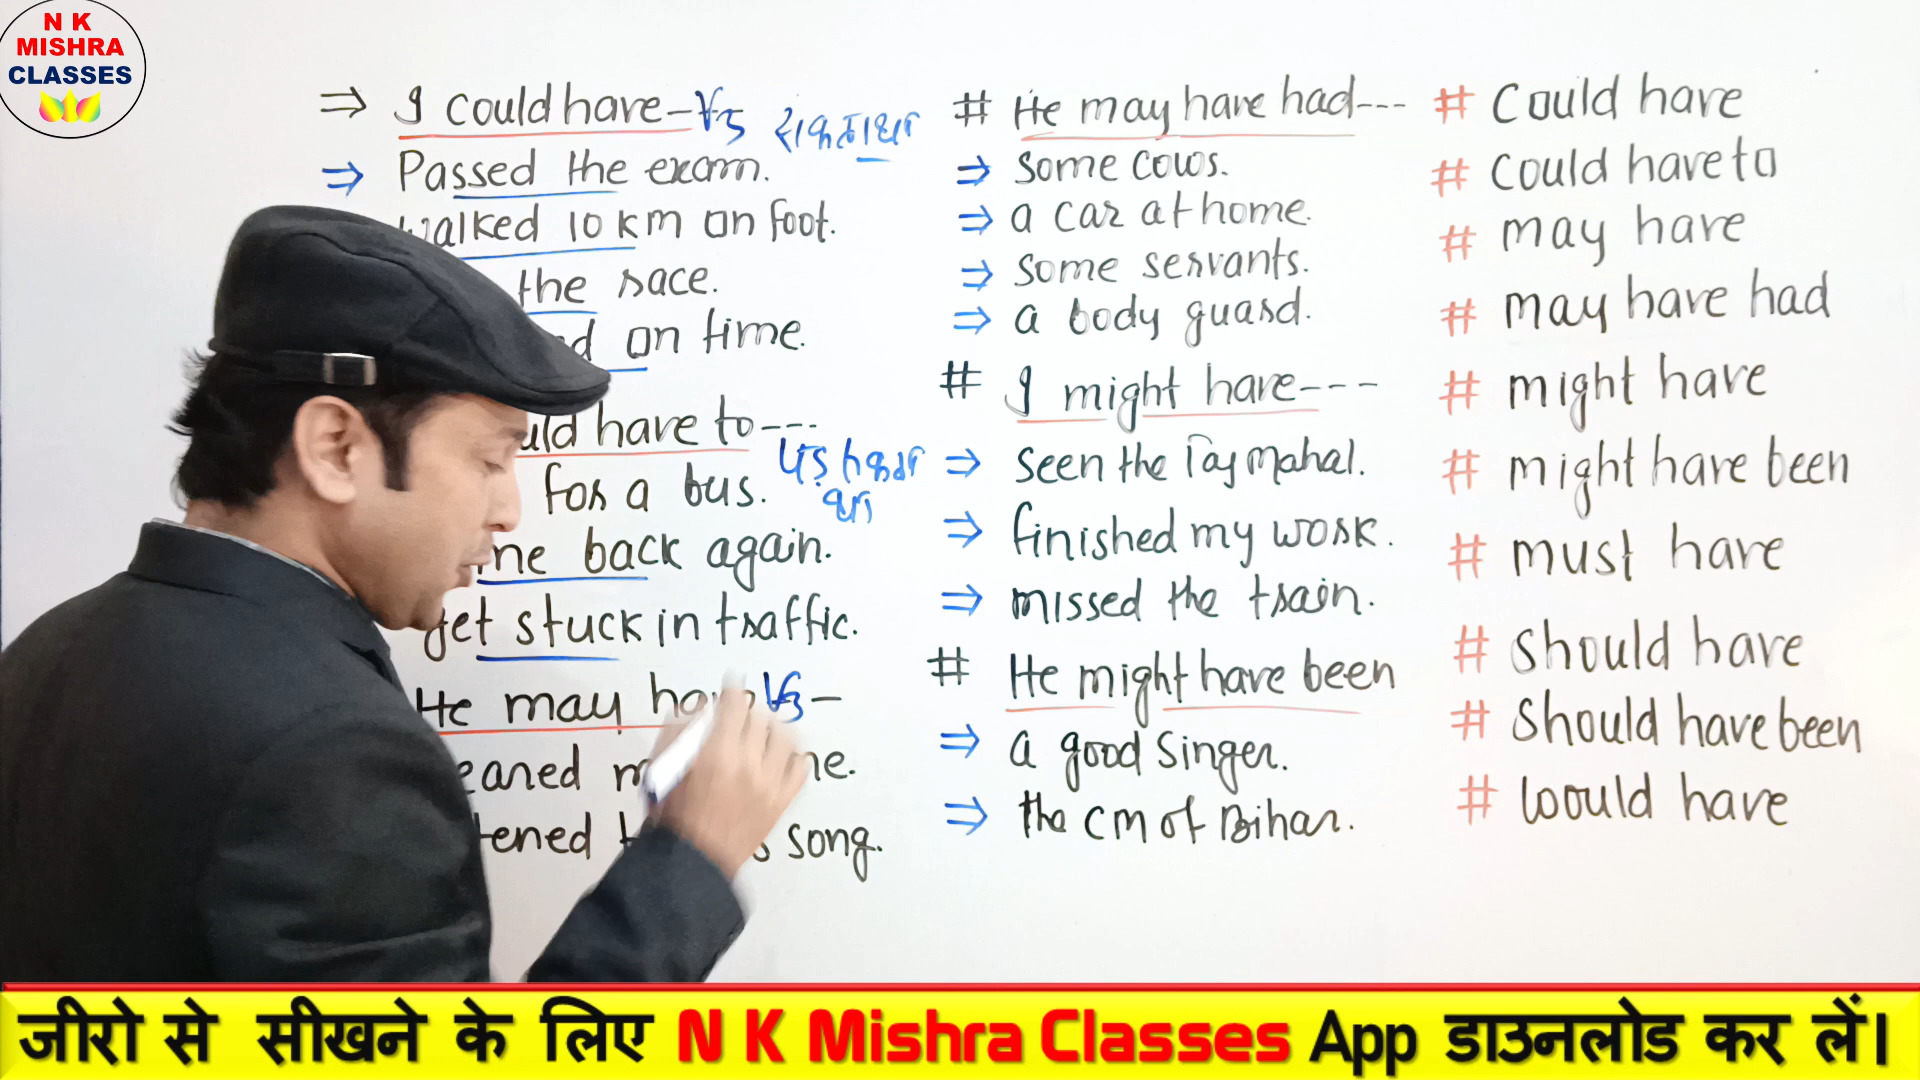 N K
MISHRA
CLASSES
⇒ I could have - V3 सकता था
⇒ Passed the exam.
walked 10 km on foot.
the race.
on time.
have to ---
for a bus. पड़ सकता
था
back again.
get stuck in traffic.
He may have V3 -
song.
# He may have had ---
⇒ some cows.
⇒ a car at home.
⇒ some servants.
⇒ a body guard.
# I might have ---
⇒ seen the Taj mahal.
⇒ finished my work.
⇒ missed the train.
# He might have been
⇒ a good singer.
⇒ the CM of Bihar.
# Could have
# Could have to
# may have
# may have had
# might have
# might have been
# must have
# should have
# Should have been
# Would have
जीरो से सीखने के लिए N K Mishra Classes App डाउनलोड कर लें।